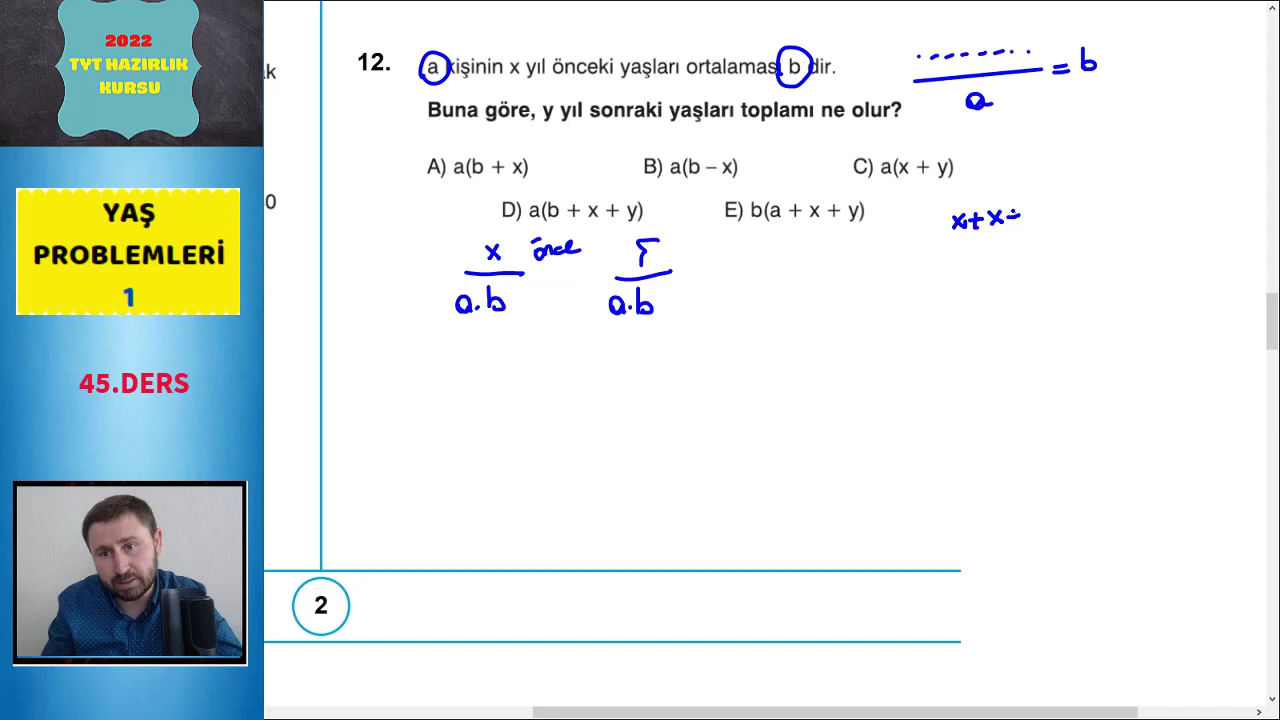 2022
TYT HAZIRLIK
KURSU
YAŞ
PROBLEMLERİ
1
45.DERS
ak
0
12. a kişinin x yıl önceki yaşları ortalaması b dir.
Buna göre, y yıl sonraki yaşları toplamı ne olur?
A) a(b + x)
B) a(b – x)
C) a(x + y)
D) a(b + x + y)
E) b(a + x + y)
........ = b
a
x önce
a.b
a.b
x+x=
2